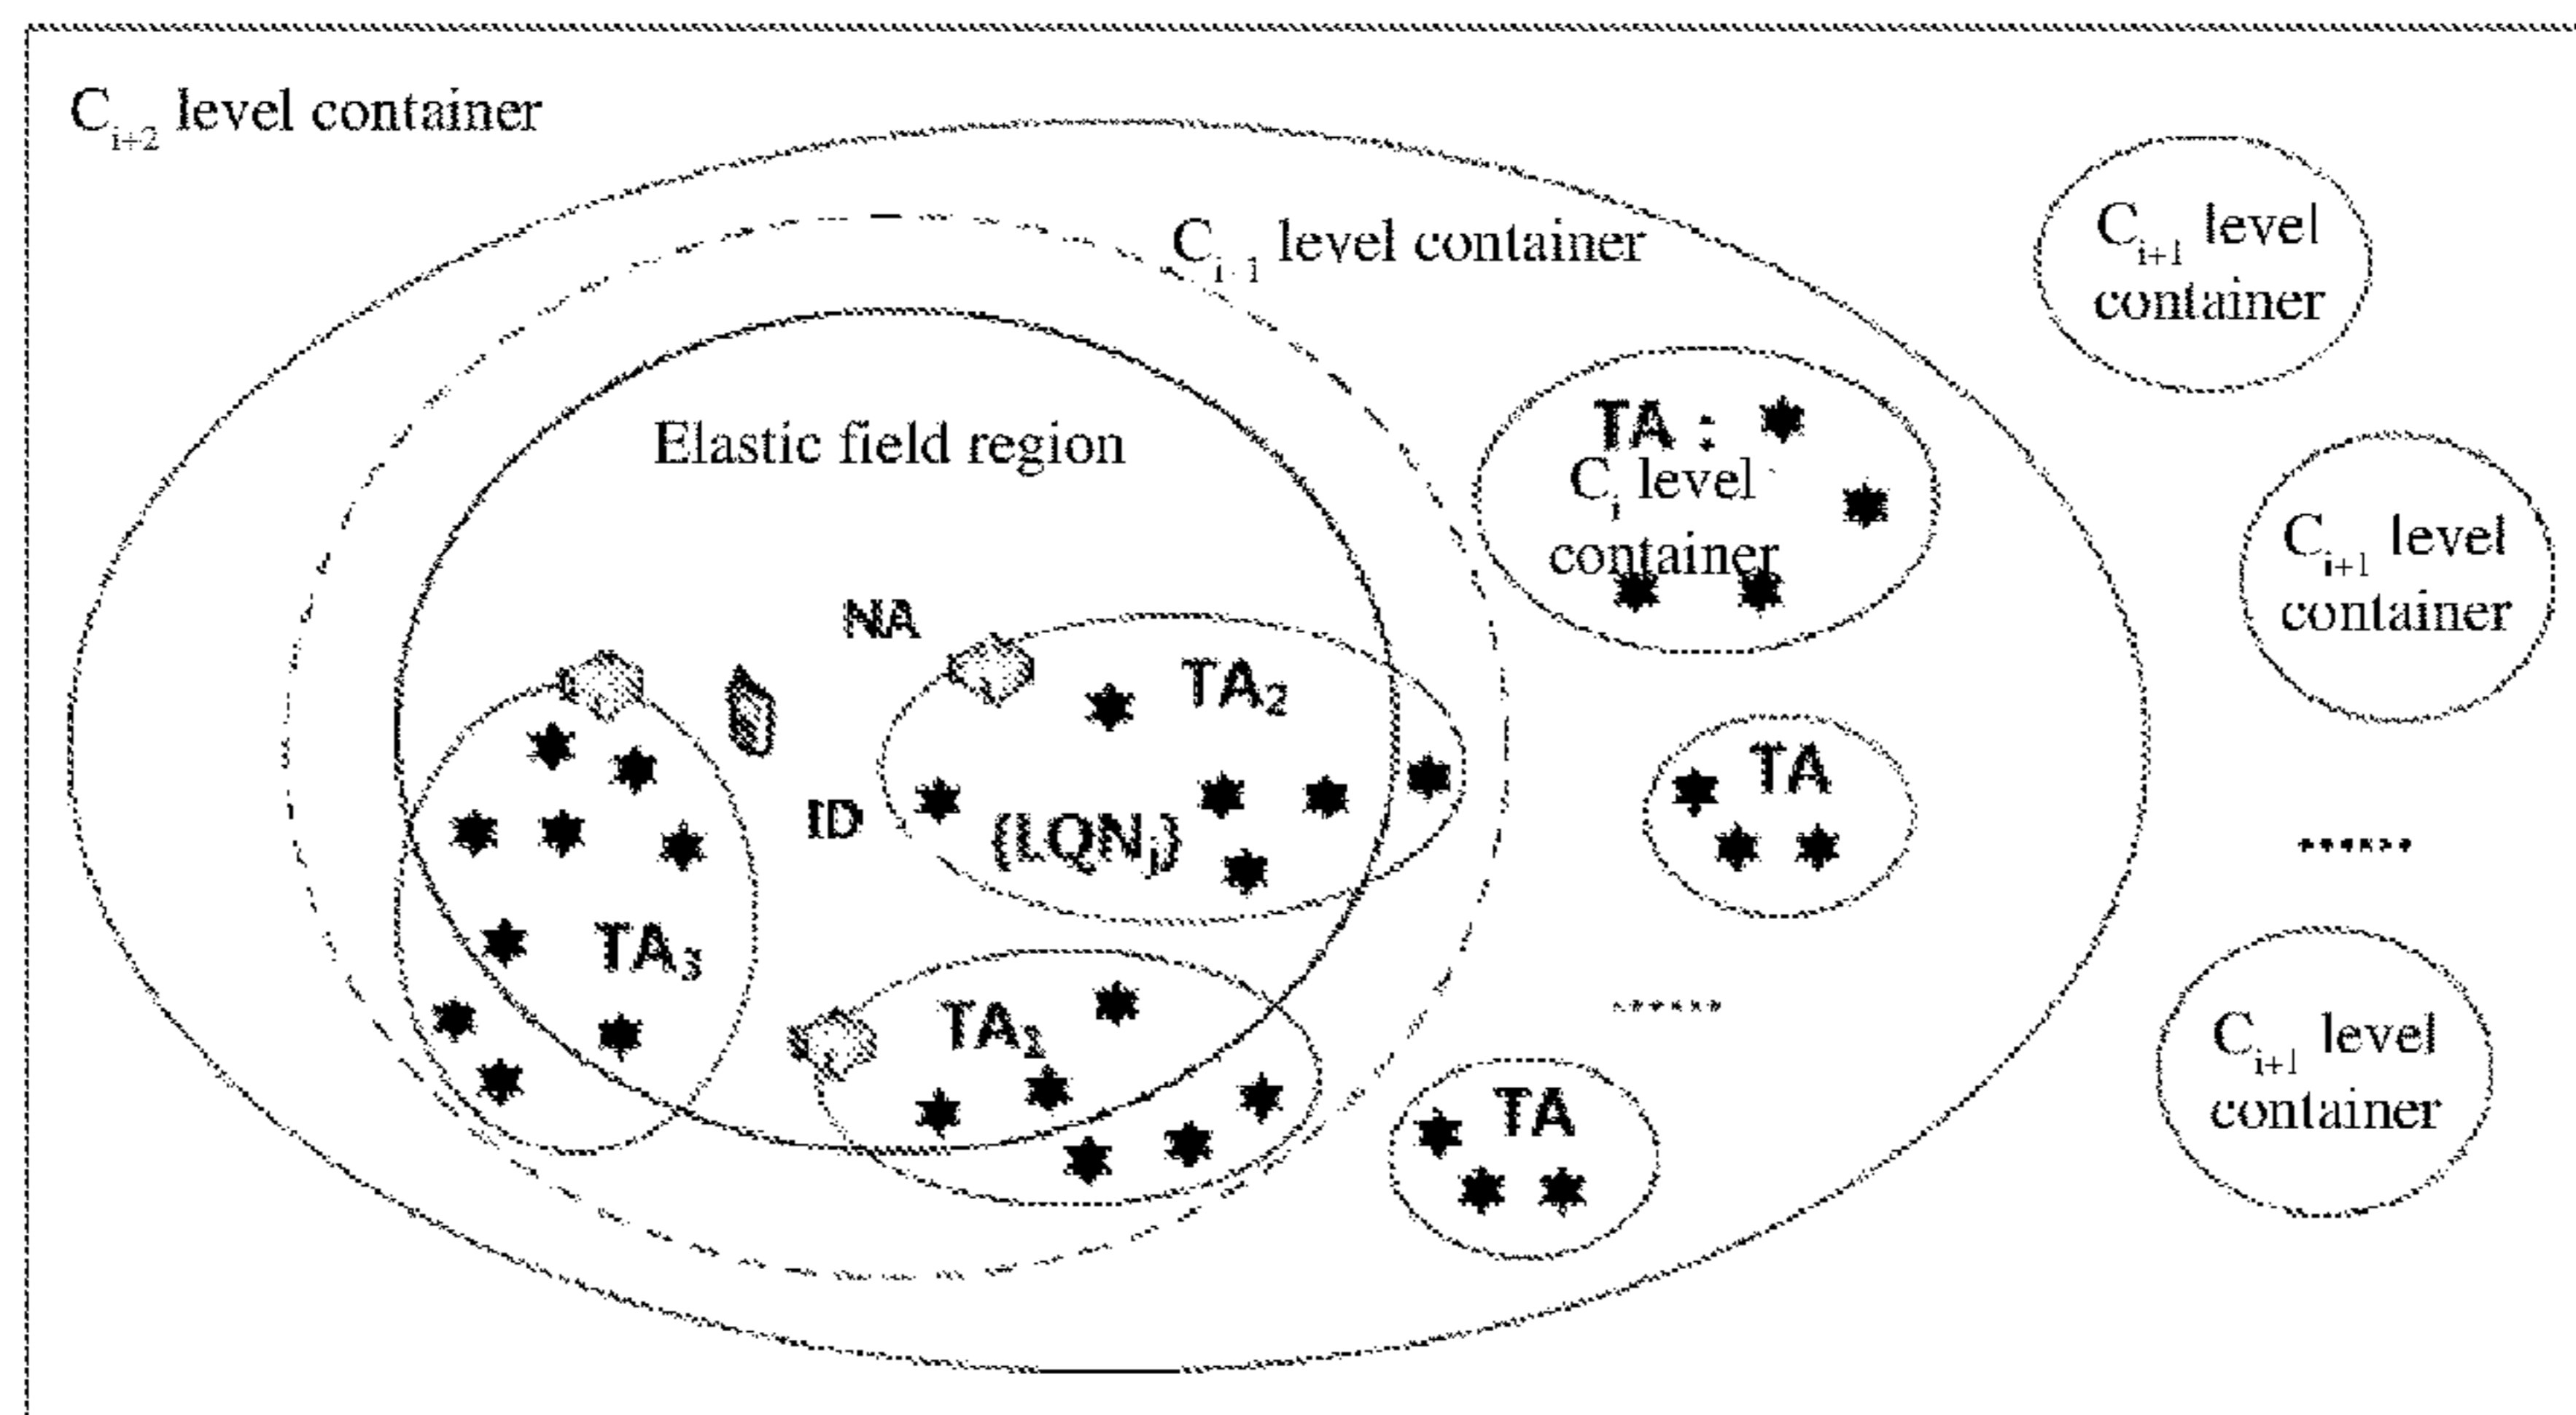 C_{i+2} level container
C_{i+1} level container
C_{i+1} level
container
Elastic field region
TA :
C_i level
container
C_{i+1} level
container
NA
TA₂
TA
ID
(LQN_j)
TA₃
TA₁
TA
C_{i+1} level
container